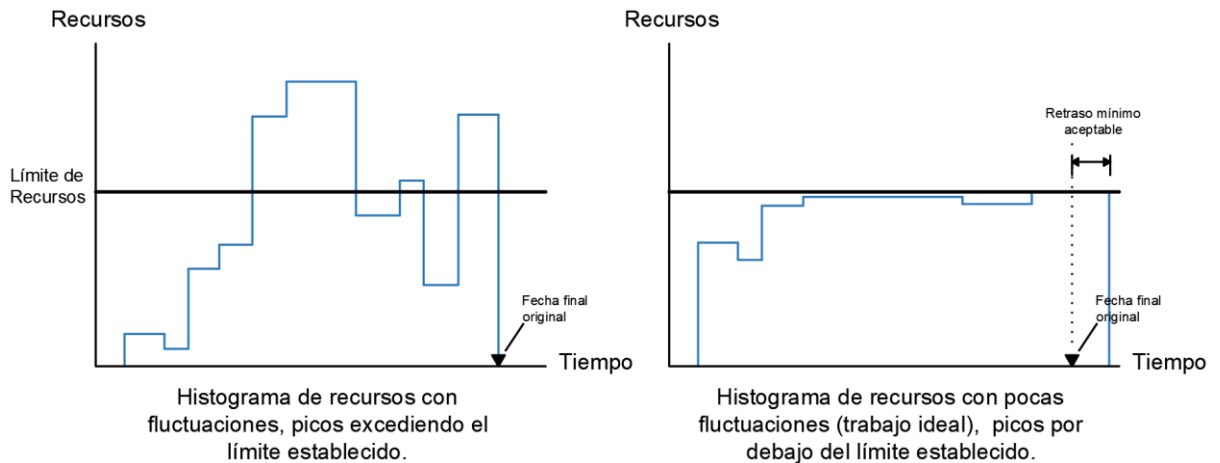 Recursos
Límite de
Recursos
Fecha final
original
Tiempo
Histograma de recursos con
fluctuaciones, picos excediendo el
límite establecido.
Recursos
Retraso mínimo
aceptable
Fecha final
original
Tiempo
Histograma de recursos con pocas
fluctuaciones (trabajo ideal),  picos por
debajo del límite establecido.